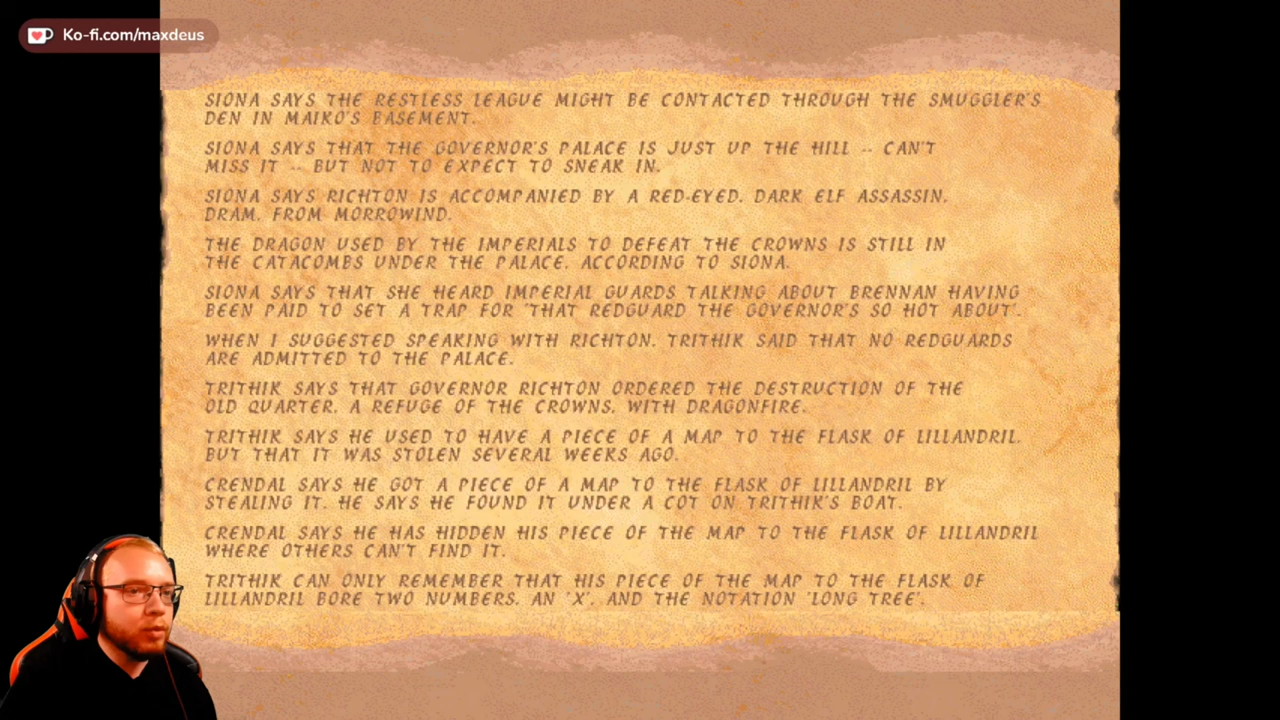 Ko-fi.com/maxdeus
SIONA SAYS THE RESTLESS LEAGUE MIGHT BE CONTACTED THROUGH THE SMUGGLER'S
DEN IN MAIKO'S BASEMENT.
SIONA SAYS THAT THE GOVERNOR'S PALACE IS JUST UP THE HILL -- CAN'T
MISS IT -- BUT NOT TO EXPECT TO SNEAK IN.
SIONA SAYS RICHTON IS ACCOMPANIED BY A RED-EYED, DARK ELF ASSASSIN,
DRAM, FROM MORROWIND.
THE DRAGON USED BY THE IMPERIALS TO DEFEAT THE CROWNS IS STILL IN
THE CATACOMBS UNDER THE PALACE, ACCORDING TO SIONA.
SIONA SAYS THAT SHE HEARD IMPERIAL GUARDS TALKING ABOUT BRENNAN HAVING
BEEN PAID TO SET A TRAP FOR 'THAT REDGUARD THE GOVERNOR'S SO HOT ABOUT'.
WHEN I SUGGESTED SPEAKING WITH RICHTON, TRITHIK SAID THAT NO REDGUARDS
ARE ADMITTED TO THE PALACE.
TRITHIK SAYS THAT GOVERNOR RICHTON ORDERED THE DESTRUCTION OF THE
OLD QUARTER, A REFUGE OF THE CROWNS, WITH DRAGONFIRE.
TRITHIK SAYS HE USED TO HAVE A PIECE OF A MAP TO THE FLASK OF LILLANDRIL,
BUT THAT IT WAS STOLEN SEVERAL WEEKS AGO.
CRENDAL SAYS HE GOT A PIECE OF A MAP TO THE FLASK OF LILLANDRIL BY
STEALING IT. HE SAYS HE FOUND IT UNDER A COT ON TRITHIK'S BOAT.
CRENDAL SAYS HE HAS HIDDEN HIS PIECE OF THE MAP TO THE FLASK OF LILLANDRIL
WHERE OTHERS CAN'T FIND IT.
TRITHIK CAN ONLY REMEMBER THAT HIS PIECE OF THE MAP TO THE FLASK OF
LILLANDRIL BORE TWO NUMBERS, AN 'X', AND THE NOTATION 'LONG TREE'.